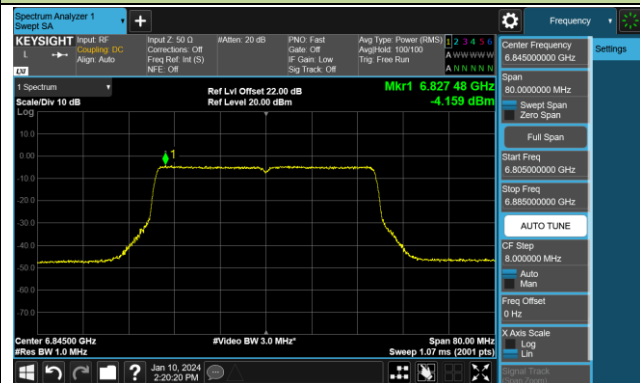 Spectrum Analyzer 1
Swept SA
Frequency
KEYSIGHT
L
LXI
Input: RF
Coupling: DC
Align: Auto
Input Z: 50 Ω
Corrections: Off
Freq Ref: Int (S)
NFE: Off
#Atten: 20 dB
PNO: Fast
Gate: Off
IF Gain: Low
Sig Track: Off
Avg Type: Power (RMS)
Avg|Hold: 100/100
Trig: Free Run
1 2 3 4 5 6
A W W W W W
A N N N N N
Center Frequency
6.845000000 GHz
Settings
Span
80.0000000 MHz
Swept Span
Zero Span
Full Span
Start Freq
6.805000000 GHz
Stop Freq
6.885000000 GHz
AUTO TUNE
CF Step
8.000000 MHz
Auto
Man
Freq Offset
0 Hz
X Axis Scale
Log
Lin
Signal Track
(Span Zoom)
1 Spectrum
Scale/Div 10 dB
Log
Ref Lvl Offset 22.00 dB
Ref Level 20.00 dBm
Mkr1 6.827 48 GHz
-4.159 dBm
1
10.0
0.00
-10.0
-20.0
-30.0
-40.0
-50.0
-60.0
-70.0
Center 6.84500 GHz
#Res BW 1.0 MHz
#Video BW 3.0 MHz*
Span 80.00 MHz
Sweep 1.07 ms (2001 pts)
?
Jan 10, 2024
2:20:20 PM